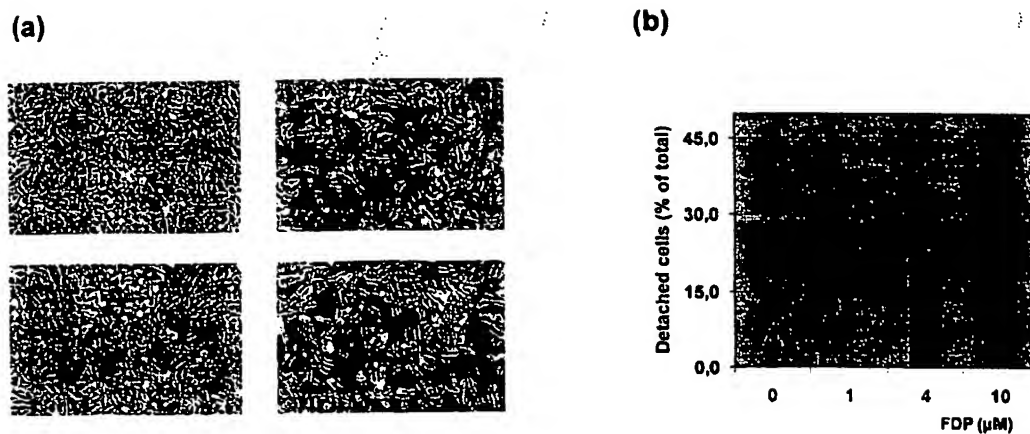 (a)
(b)
Detached cells (% of total)
45,0
30,0
15,0
0,0
0 1 4 10
FDP (µM)